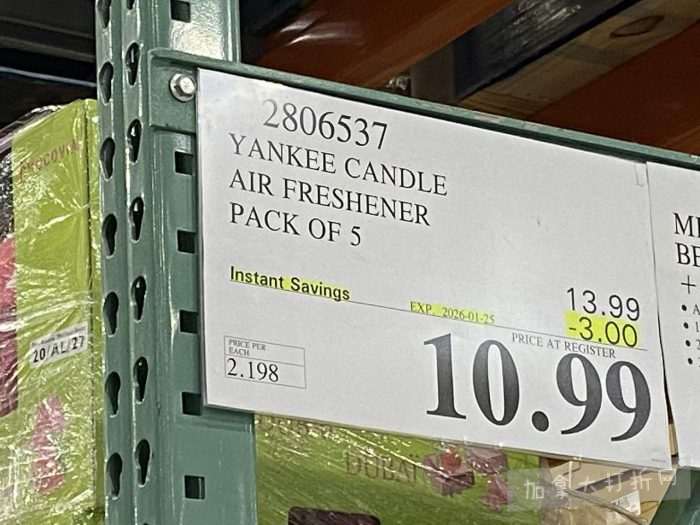 2806537
YANKEE CANDLE
AIR FRESHENER
PACK OF 5
Instant Savings
EXP. 2026-01-25
13.99
-3.00
PRICE AT REGISTER
10.99
PRICE PER
EACH
2.198
20/AL/27
DUBAI
加拿大打折网